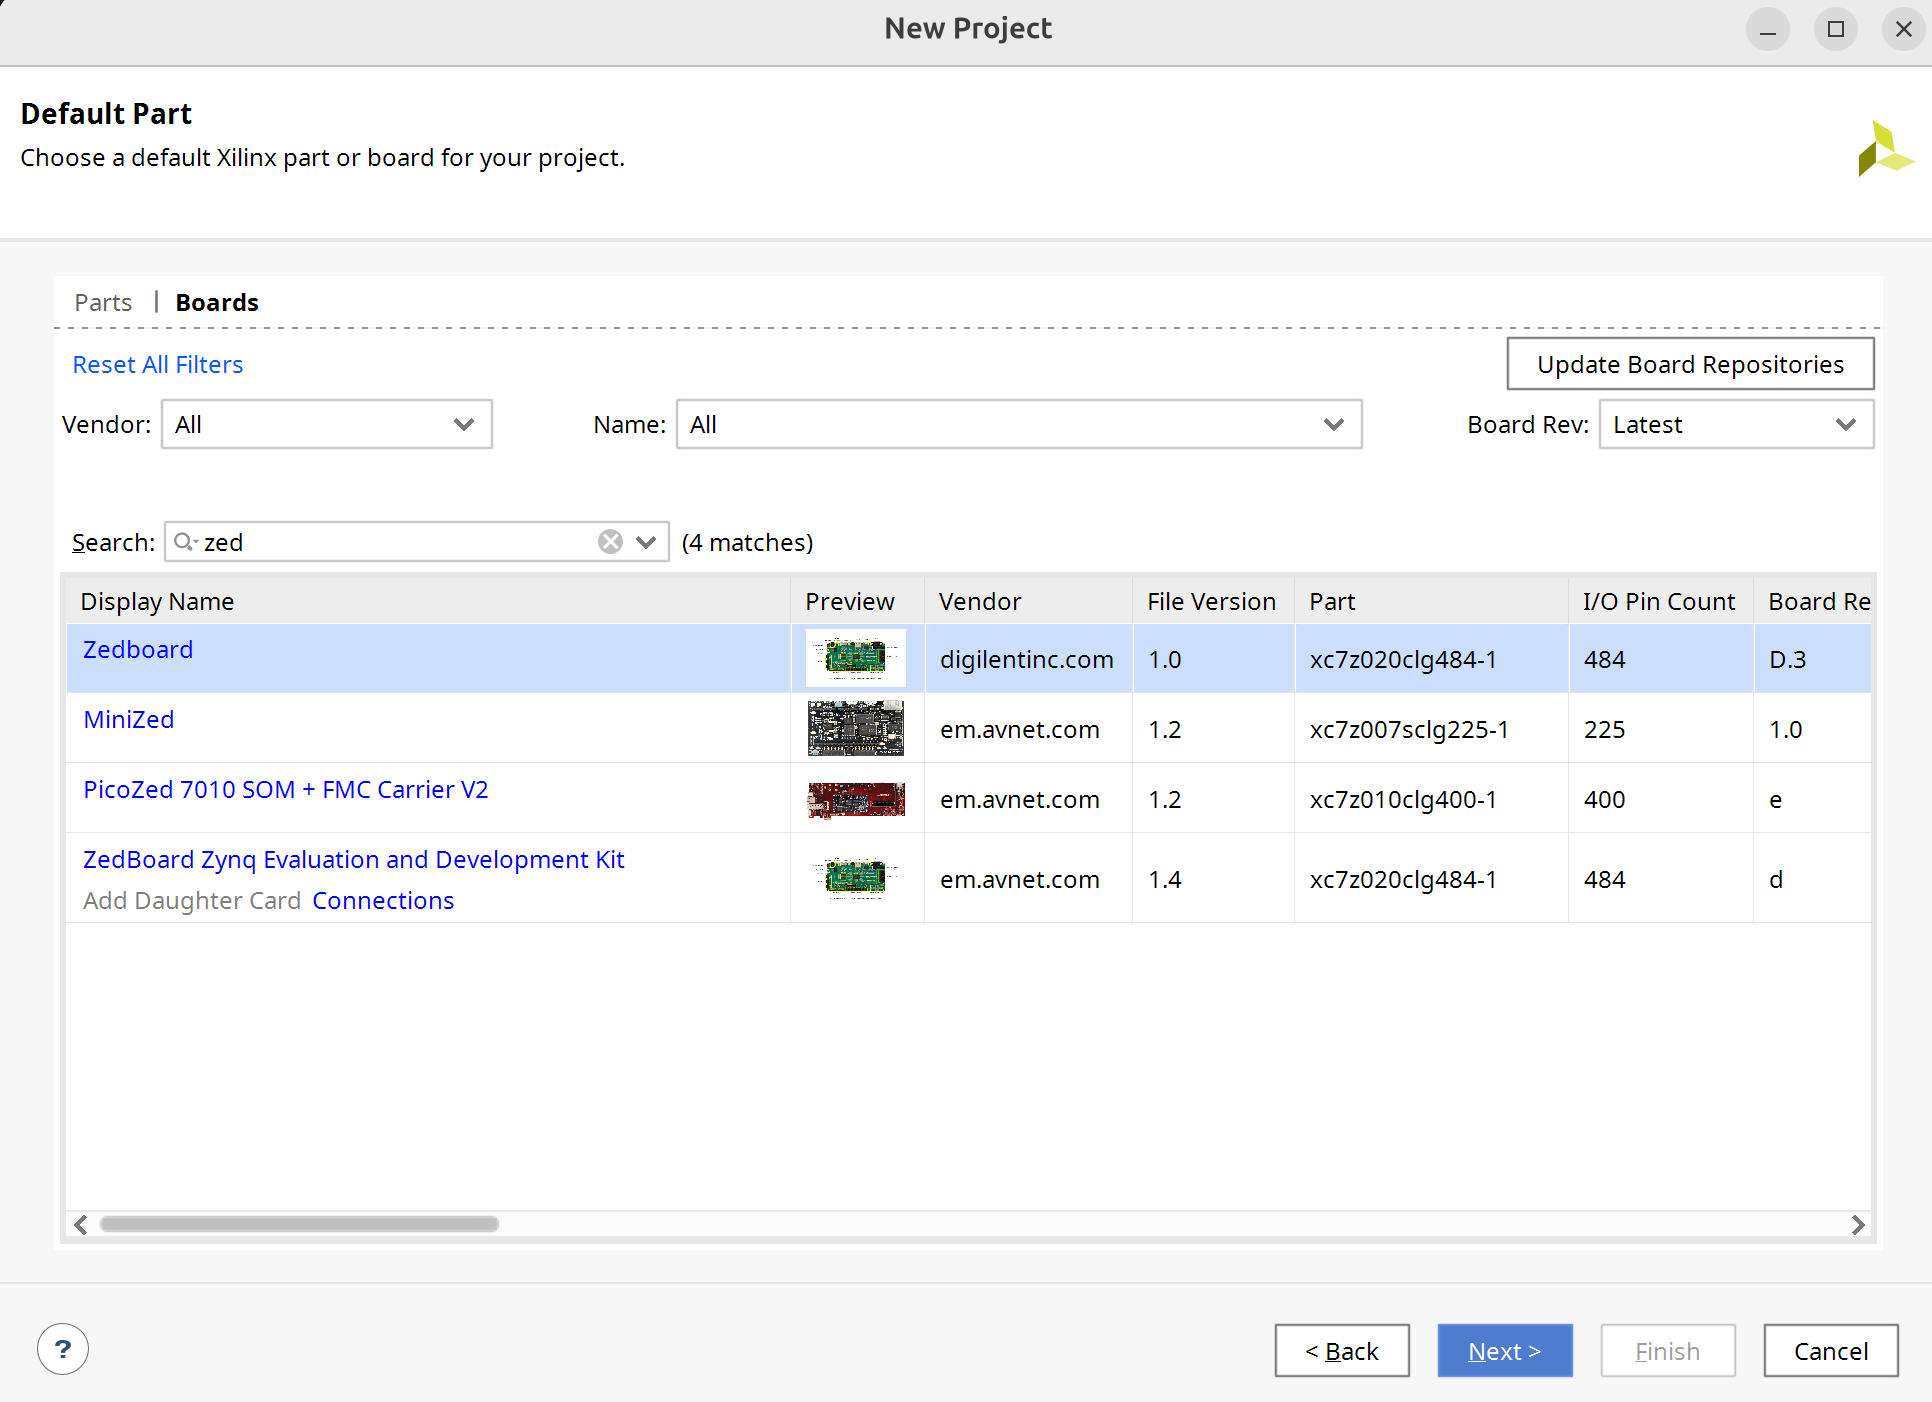 New Project
Default Part
Choose a default Xilinx part or board for your project.
Parts | Boards
Reset All Filters
Update Board Repositories
Vendor: All Name: All Board Rev: Latest
Search: zed (4 matches)
Display Name Preview Vendor File Version Part I/O Pin Count Board Re
Zedboard digilentinc.com 1.0 xc7z020clg484-1 484 D.3
MiniZed em.avnet.com 1.2 xc7z007sclg225-1 225 1.0
PicoZed 7010 SOM + FMC Carrier V2 em.avnet.com 1.2 xc7z010clg400-1 400 e
ZedBoard Zynq Evaluation and Development Kit em.avnet.com 1.4 xc7z020clg484-1 484 d
Add Daughter Card Connections
? < Back Next > Finish Cancel